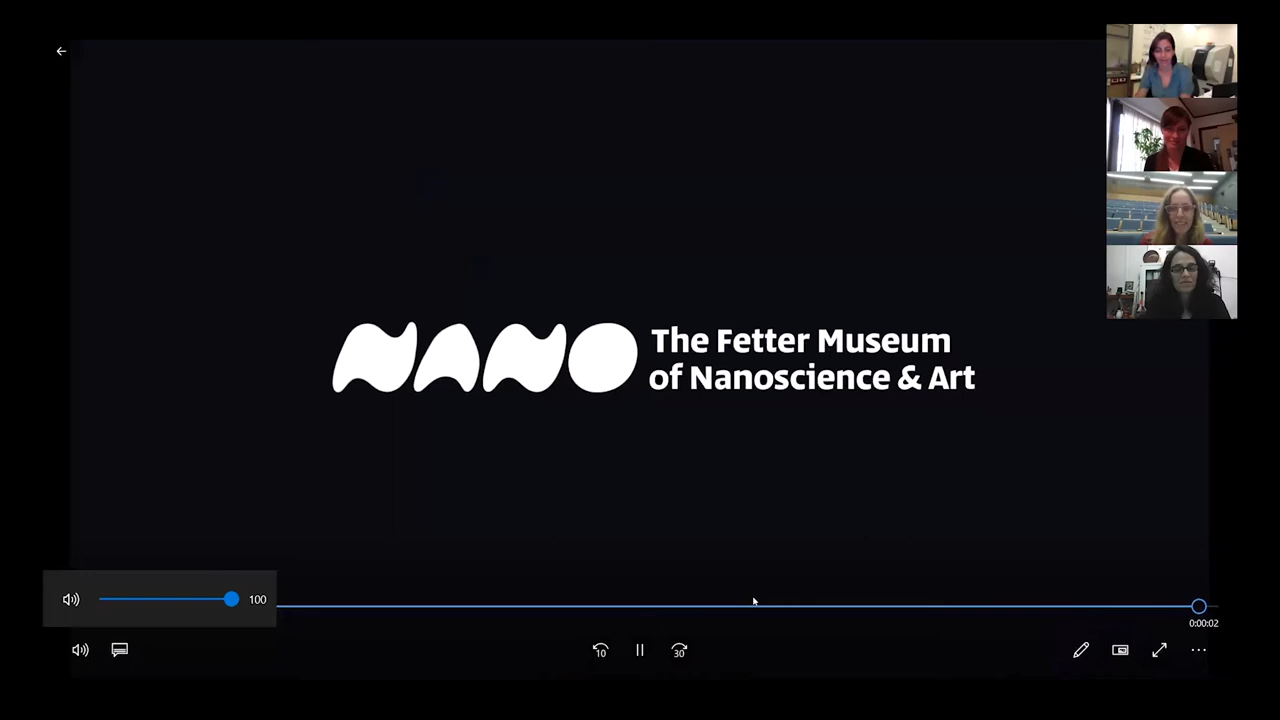 NANO
The Fetter Museum
of Nanoscience & Art
100
0:00:02
10
30